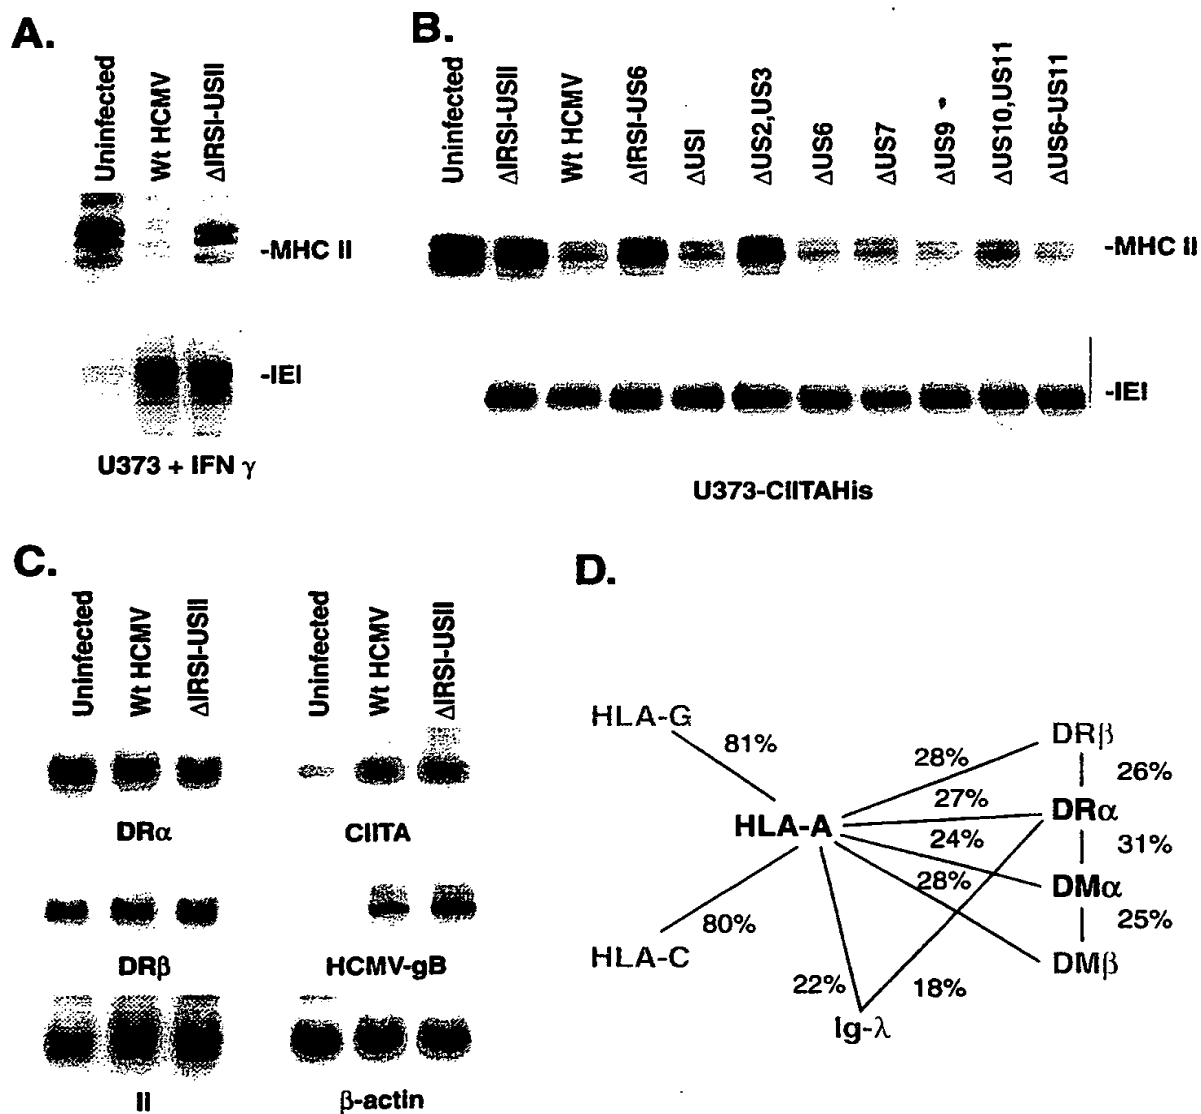 A.
Uninfected
Wt HCMV
ΔIRSI-USII
-MHC II
-IEI
U373 + IFN γ
B.
Uninfected
ΔIRSI-USII
Wt HCMV
ΔIRSI-US6
ΔUSI
ΔUS2,US3
ΔUS6
ΔUS7
ΔUS9
ΔUS10,US11
ΔUS6-US11
-MHC II
-IEI
U373-CIITAHis
C.
Uninfected
Wt HCMV
ΔIRSI-USII
Uninfected
Wt HCMV
ΔIRSI-USII
DRα
CIITA
DRβ
HCMV-gB
II
β-actin
D.
HLA-G
81%
HLA-A
80%
HLA-C
28%
27%
24%
28%
22%
18%
Ig-λ
DRβ
26%
DRα
31%
DMα
25%
DMβ